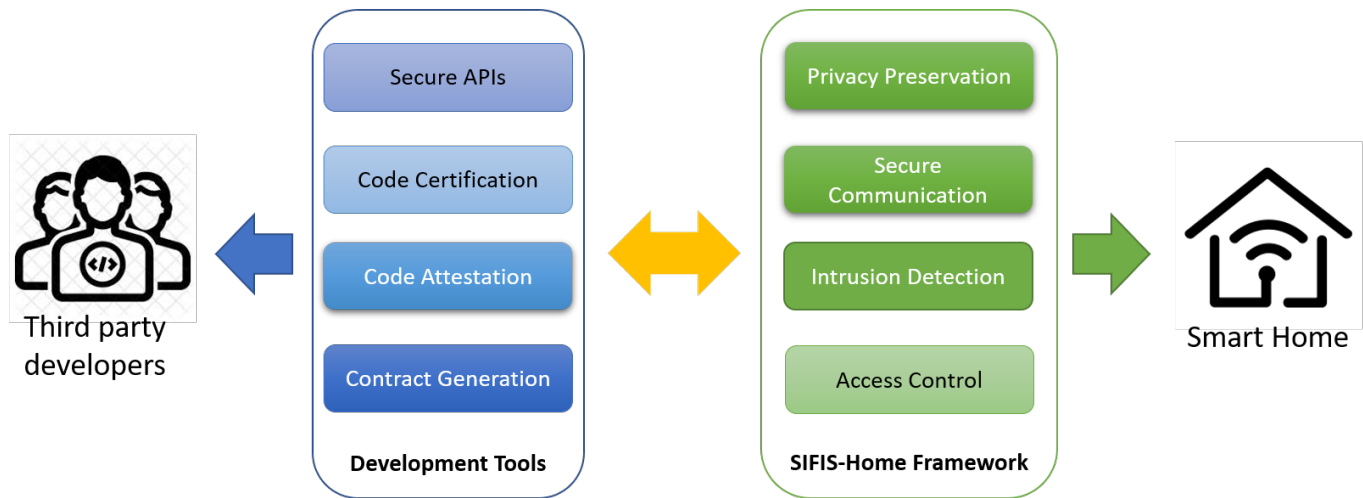 Secure APIs
Code Certification
Code Attestation
Contract Generation
Development Tools
</>
Third party
developers
Privacy Preservation
Secure
Communication
Intrusion Detection
Access Control
SIFIS-Home Framework
Smart Home